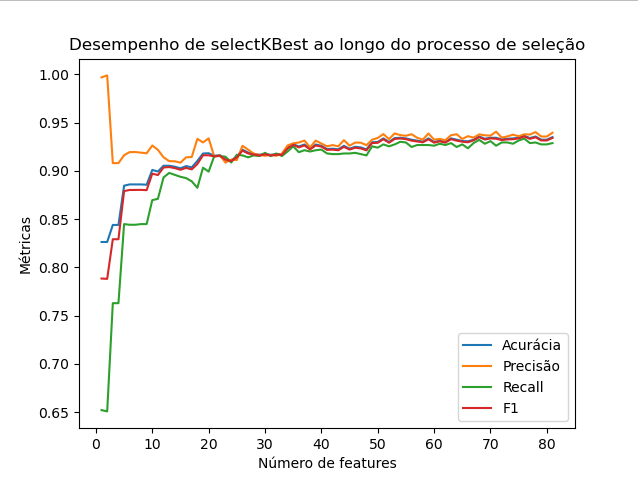 Desempenho de selectKBest ao longo do processo de seleção
1.00
0.95
0.90
0.85
0.80
0.75
0.70
0.65
Métricas
0 10 20 30 40 50 60 70 80
Número de features
Acurácia
Precisão
Recall
F1